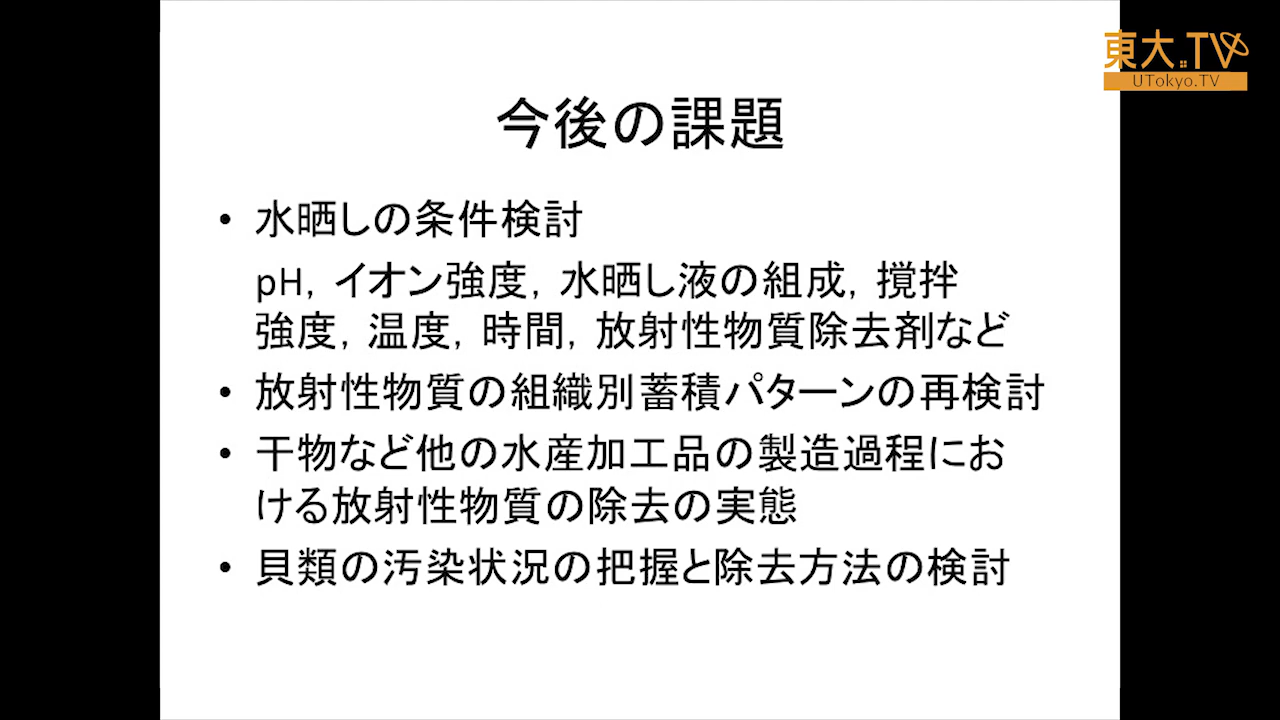 東大.TV
UTokyo.TV
今後の課題
• 水晒しの条件検討
pH，イオン強度，水晒し液の組成，撹拌
強度，温度，時間，放射性物質除去剤など
• 放射性物質の組織別蓄積パターンの再検討
• 干物など他の水産加工品の製造過程にお
ける放射性物質の除去の実態
• 貝類の汚染状況の把握と除去方法の検討